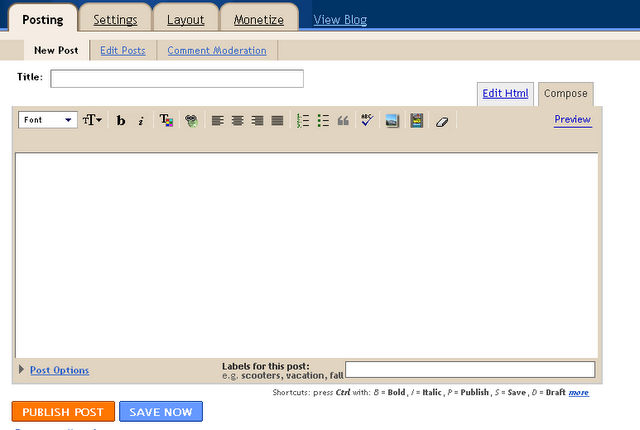 Posting Settings Layout Monetize View Blog
New Post Edit Posts Comment Moderation
Title:
Edit Html Compose
Font T b i T ABC Preview
Post Options Labels for this post:
e.g. scooters, vacation, fall
Shortcuts: press Ctrl with: B = Bold, I = Italic, P = Publish, S = Save, D = Draft more
PUBLISH POST SAVE NOW